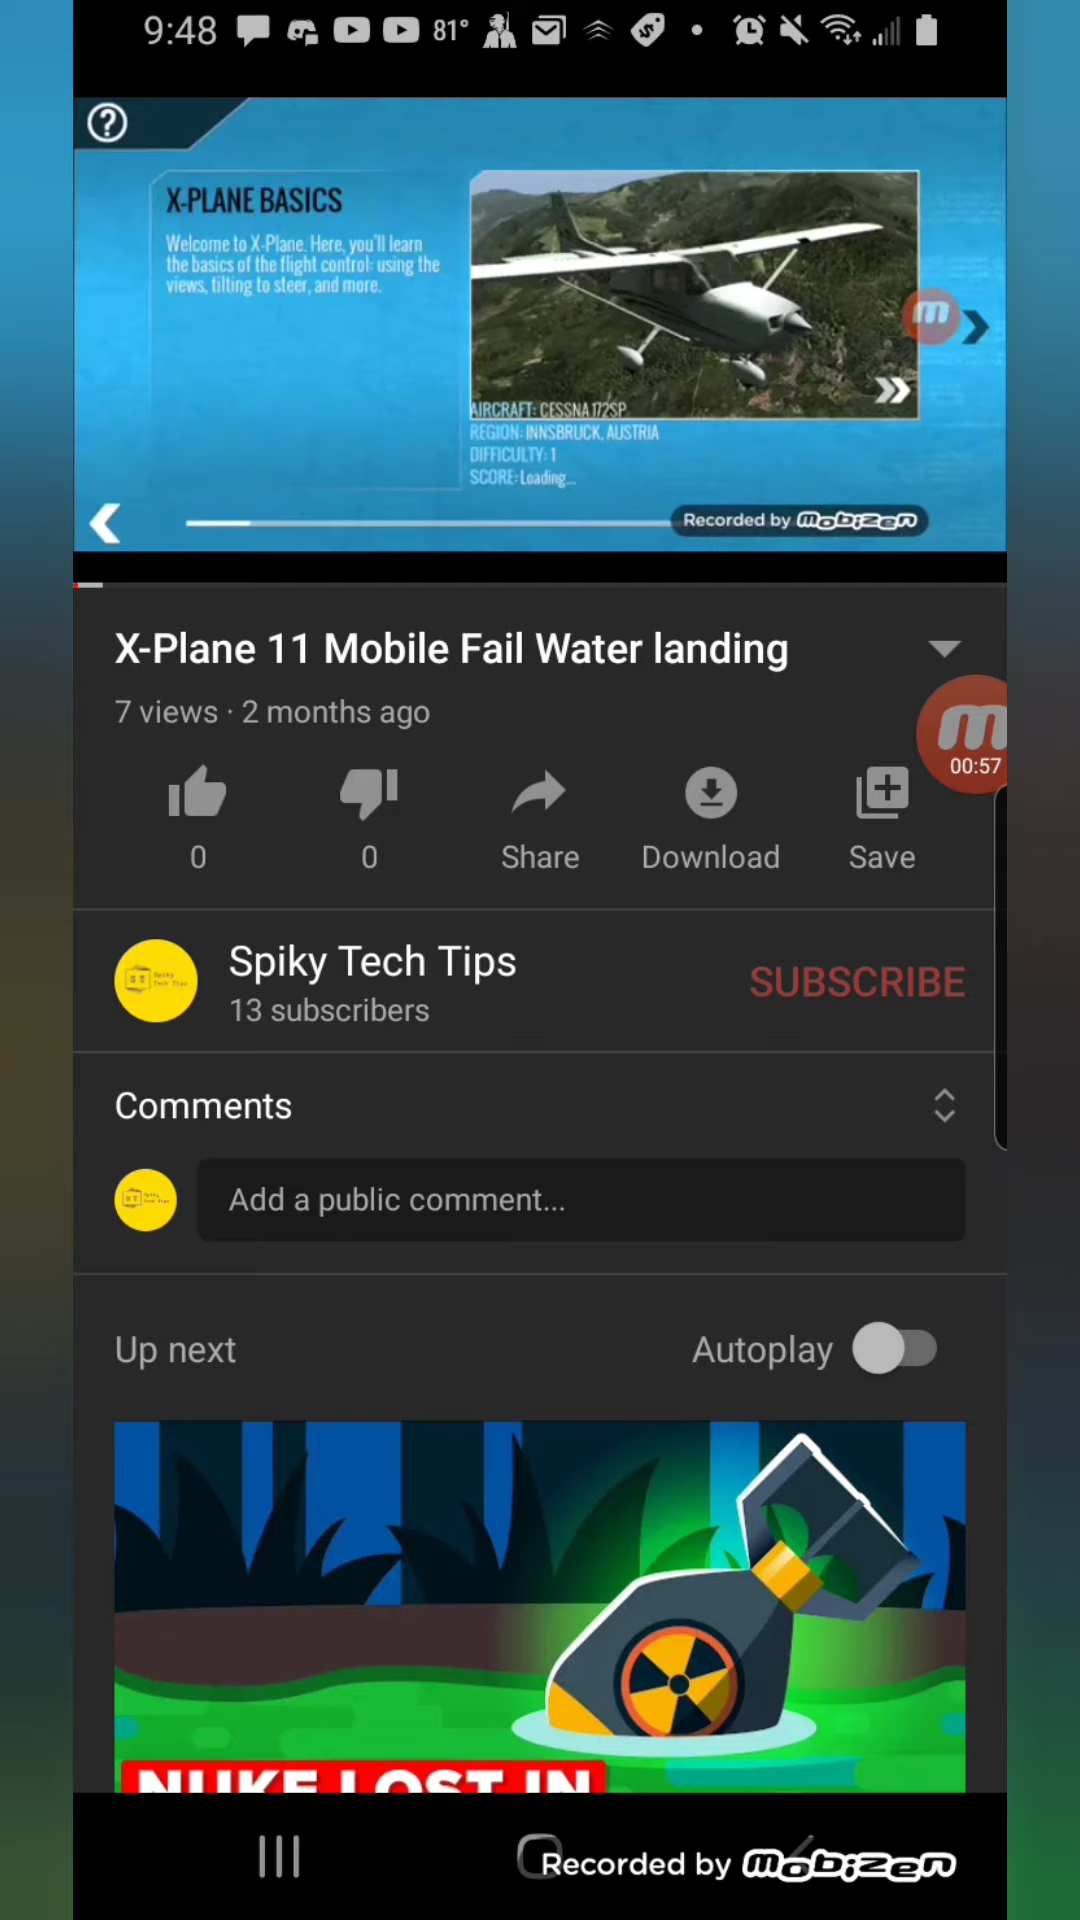 9:48
81°
X-PLANE BASICS
Welcome to X-Plane. Here, you'll learn
the basics of the flight control: using the
views, tilting to steer, and more.
AIRCRAFT: CESSNA 172SP
REGION: INNSBRUCK, AUSTRIA
DIFFICULTY: 1
SCORE: Loading...
Recorded by mobizen
X-Plane 11 Mobile Fail Water landing
7 views · 2 months ago
00:57
0
0
Share
Download
Save
Spiky Tech Tips
13 subscribers
SUBSCRIBE
Comments
Add a public comment...
Up next
Autoplay
NUKE LOST IN
Recorded by mobizen